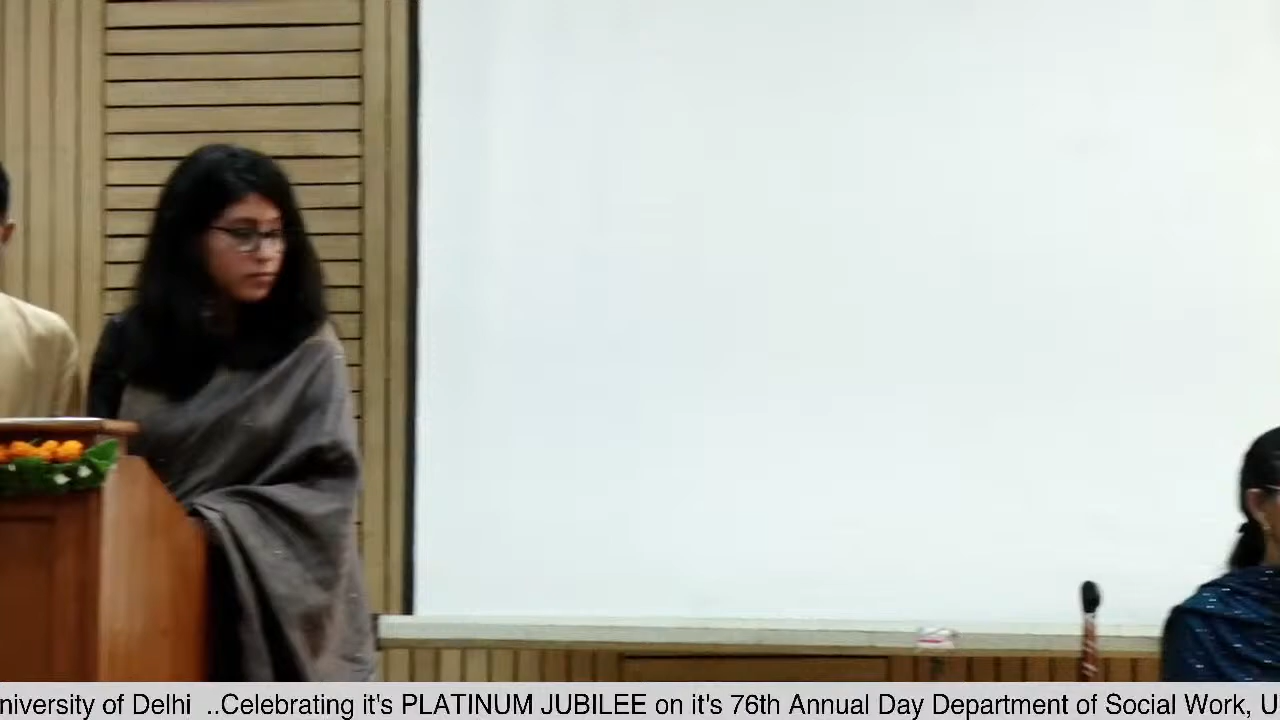 niversity of Delhi ..Celebrating it's PLATINUM JUBILEE on it's 76th Annual Day Department of Social Work, U